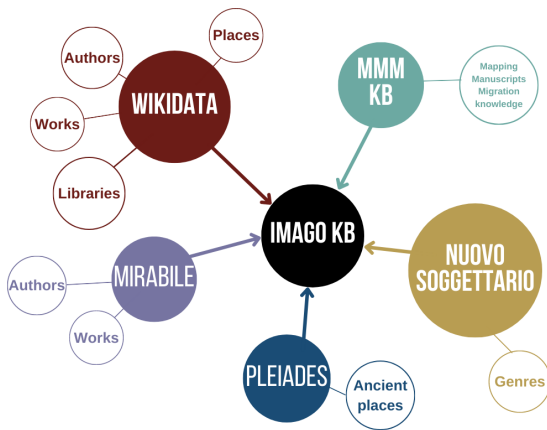 Places
Authors
WIKIDATA
Works
Libraries
MMM
KB
Mapping
Manuscripts
Migration
knowledge
IMAGO KB
MIRABILE
Authors
Works
NUOVO
SOGGETTARIO
Genres
PLEIADES
Ancient
places